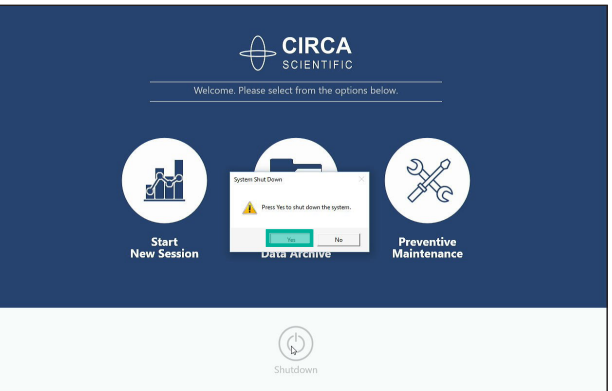 CIRCA
SCIENTIFIC
Welcome. Please select from the options below.
System Shut Down
Press Yes to shut down the system.
Yes
No
Start
New Session
Data Archive
Preventive
Maintenance
Shutdown